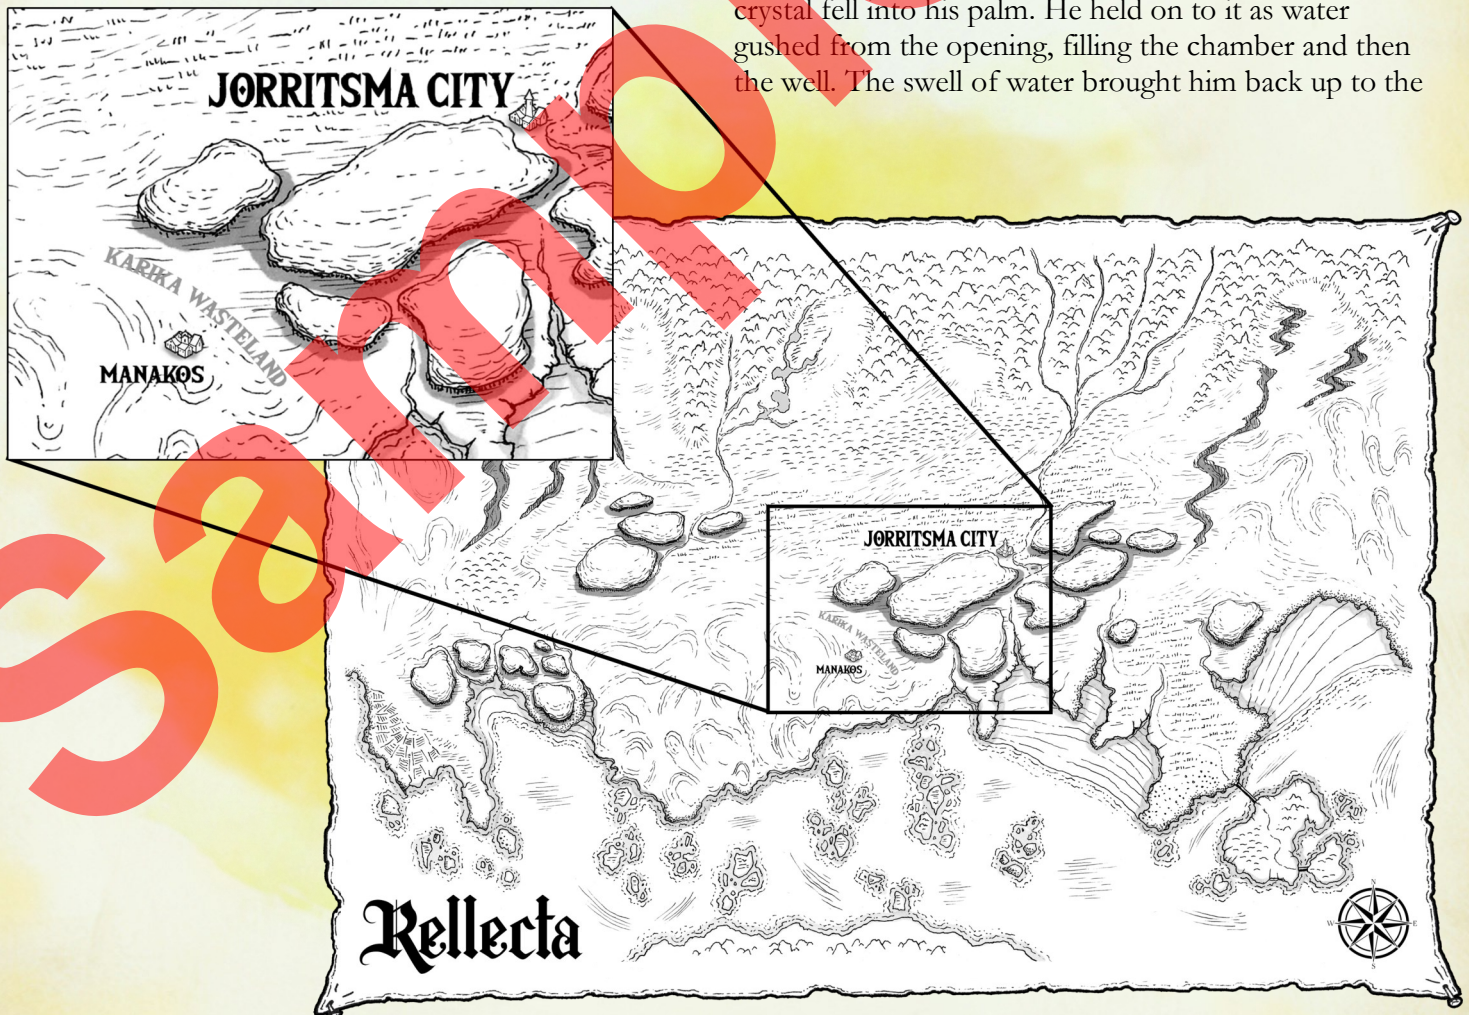 crystal fell into his palm. He held on to it as water
gushed from the opening, filling the chamber and then
the well. The swell of water brought him back up to the
JORRITSMA CITY
KARIKA WASTELAND
MANAKOS
JORRITSMA CITY
KARIKA WASTELAND
MANAKOS
Rellecta
N
W E
S
Sample